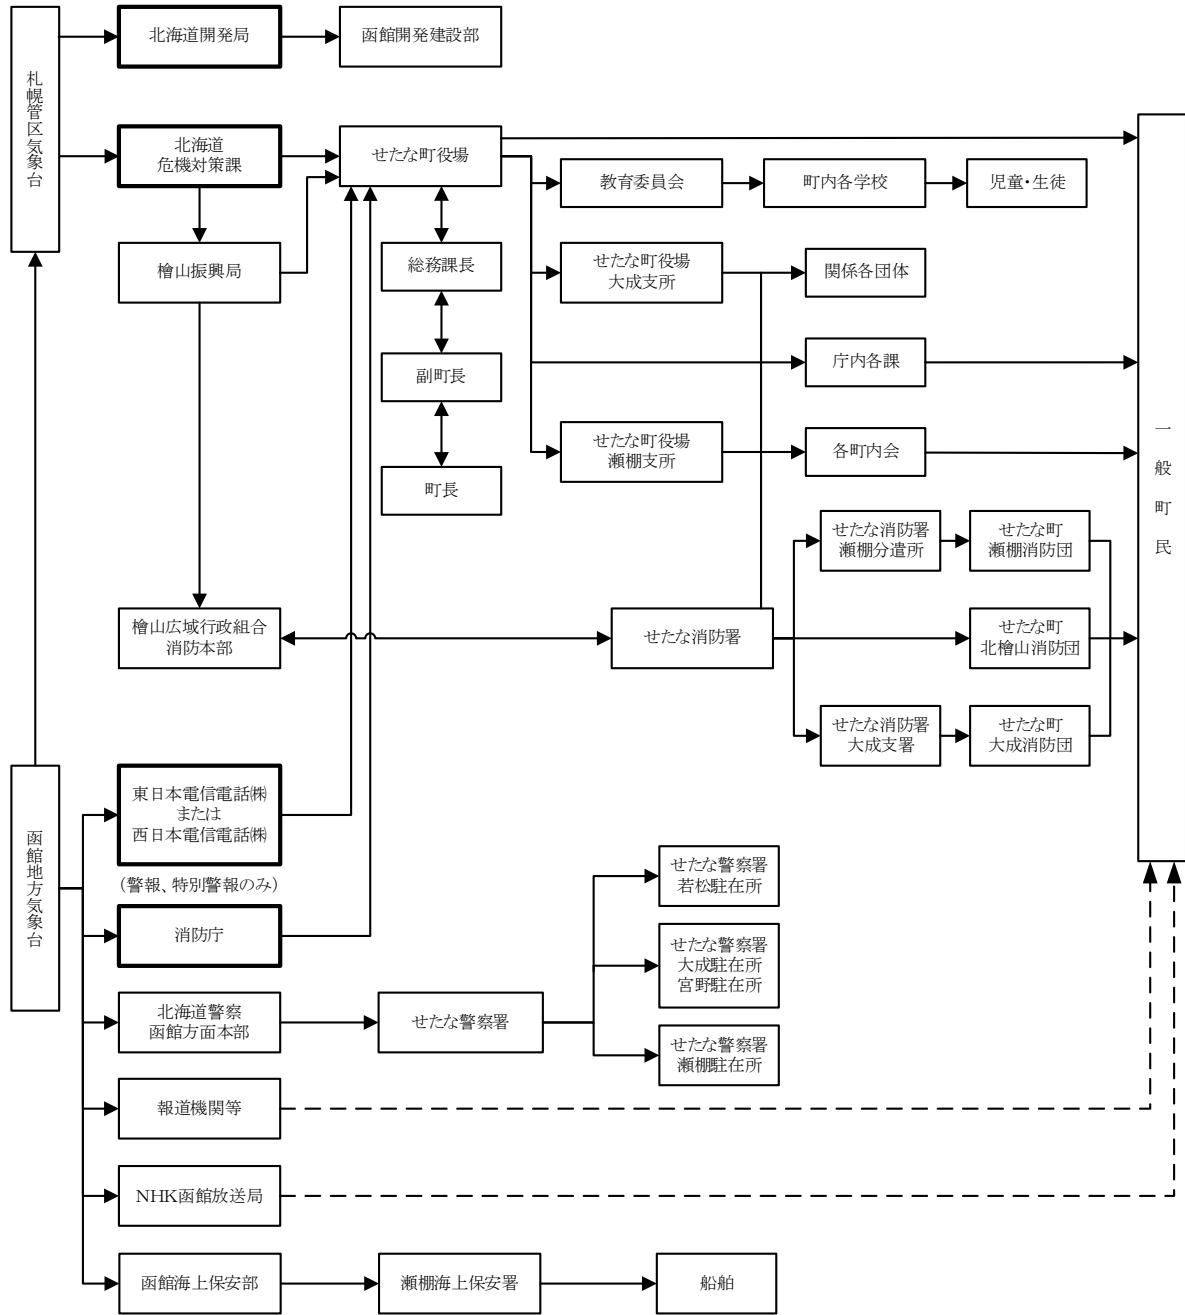 札幌管区気象台
北海道開発局
函館開発建設部
北海道
危機対策課
せたな町役場
教育委員会
町内各学校
児童・生徒
檜山振興局
総務課長
せたな町役場
大成支所
関係各団体
副町長
庁内各課
せたな町役場
瀬棚支所
各町内会
町長
一般町民
せたな消防署
瀬棚分遣所
せたな町
瀬棚消防団
檜山広域行政組合
消防本部
せたな消防署
せたな町
北檜山消防団
せたな消防署
大成支署
せたな町
大成消防団
函館地方気象台
東日本電信電話㈱
または
西日本電信電話㈱
（警報、特別警報のみ）
消防庁
せたな警察署
若松駐在所
せたな警察署
大成駐在所
宮野駐在所
北海道警察
函館方面本部
せたな警察署
せたな警察署
瀬棚駐在所
報道機関等
NHK函館放送局
函館海上保安部
瀬棚海上保安署
船舶